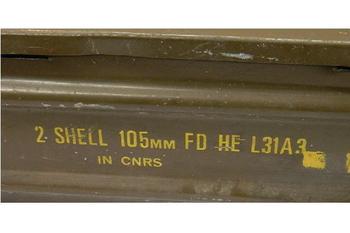 2 SHELL 105MM FD HE L31A3
IN CNRS